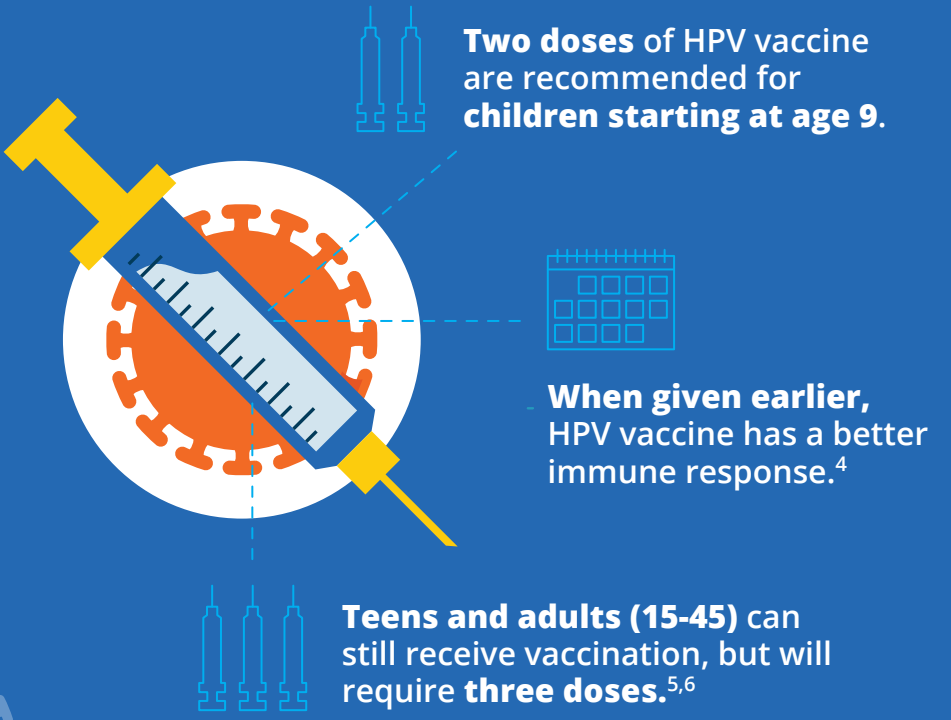 Two doses of HPV vaccine
are recommended for
children starting at age 9.
When given earlier,
HPV vaccine has a better
immune response.4
Teens and adults (15-45) can
still receive vaccination, but will
require three doses.5,6